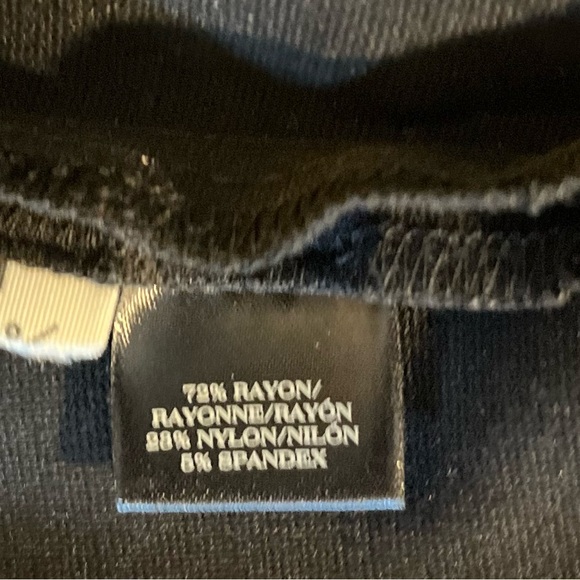 72% RAYON/
RAYONNE/RAYÓN
23% NYLON/NILÓN
5% SPANDEX